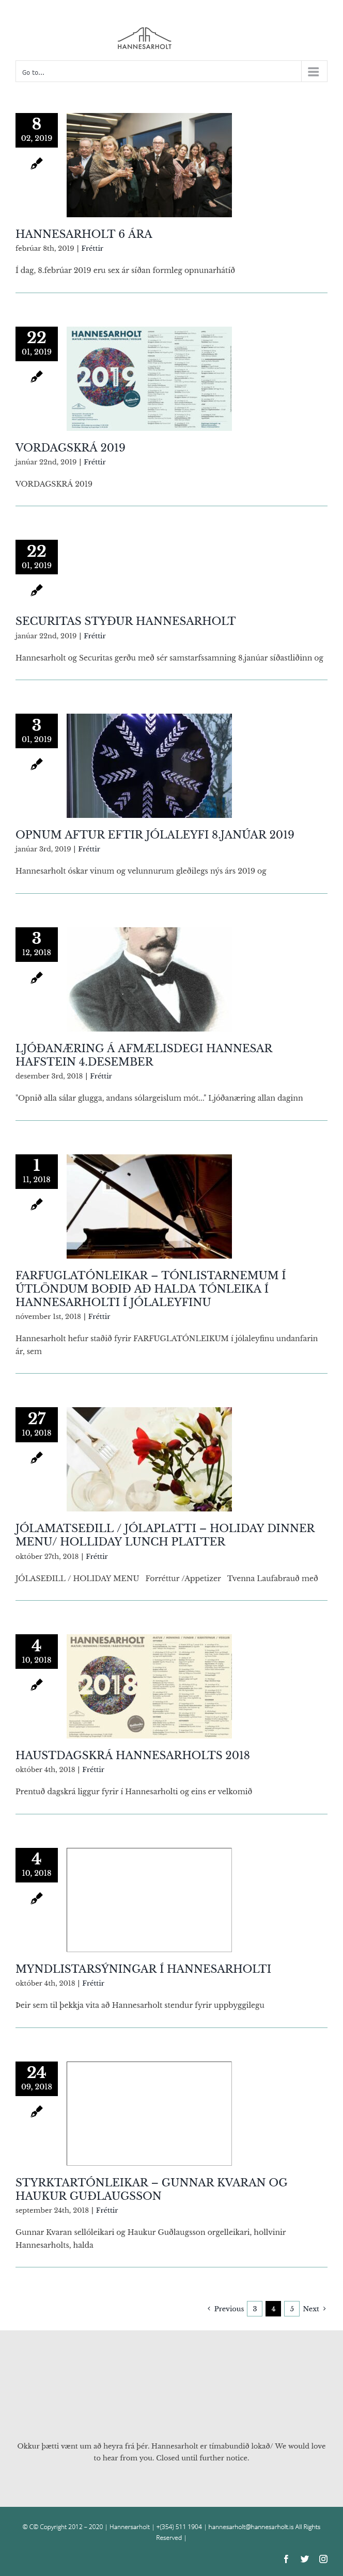 HANNESARHOLT
Go to...
8
02, 2019
HANNESARHOLT 6 ÁRA
febrúar 8th, 2019 | Fréttir
Í dag, 8.febrúar 2019 eru sex ár síðan formleg opnunarhátíð
22
01, 2019
HANNESARHOLT
2019
VORDAGSKRÁ 2019
janúar 22nd, 2019 | Fréttir
VORDAGSKRÁ 2019
22
01, 2019
SECURITAS STYÐUR HANNESARHOLT
janúar 22nd, 2019 | Fréttir
Hannesarholt og Securitas gerðu með sér samstarfssamning 8.janúar síðastliðinn og
3
01, 2019
OPNUM AFTUR EFTIR JÓLALEYFI 8.JANÚAR 2019
janúar 3rd, 2019 | Fréttir
Hannesarholt óskar vinum og velunnurum gleðilegs nýs árs 2019 og
3
12, 2018
LJÓÐANÆRING Á AFMÆLISDEGI HANNESAR
HAFSTEIN 4.DESEMBER
desember 3rd, 2018 | Fréttir
"Opnið alla sálar glugga, andans sólargeislum mót..." Ljóðanæring allan daginn
1
11, 2018
FARFUGLATÓNLEIKAR – TÓNLISTARNEMUM Í
ÚTLÖNDUM BOÐIÐ AÐ HALDA TÓNLEIKA Í
HANNESARHOLTI Í JÓLALEYFINU
nóvember 1st, 2018 | Fréttir
Hannesarholt hefur staðið fyrir FARFUGLATÓNLEIKUM í jólaleyfinu undanfarin
ár, sem
27
10, 2018
JÓLAMATSEÐILL / JÓLAPLATTI – HOLIDAY DINNER
MENU/ HOLLIDAY LUNCH PLATTER
október 27th, 2018 | Fréttir
JÓLASEÐILL / HOLIDAY MENU Forréttur /Appetizer Tvenna Laufabrauð með
4
10, 2018
HANNESARHOLT
2018
HAUSTDAGSKRÁ HANNESARHOLTS 2018
október 4th, 2018 | Fréttir
Prentuð dagskrá liggur fyrir í Hannesarholti og eins er velkomið
4
10, 2018
MYNDLISTARSÝNINGAR Í HANNESARHOLTI
október 4th, 2018 | Fréttir
Þeir sem til þekkja vita að Hannesarholt stendur fyrir uppbyggilegu
24
09, 2018
STYRKTARTÓNLEIKAR – GUNNAR KVARAN OG
HAUKUR GUÐLAUGSSON
september 24th, 2018 | Fréttir
Gunnar Kvaran sellóleikari og Haukur Guðlaugsson orgelleikari, hollvinir
Hannesarholts, halda
Previous 3 4 5 Next
Okkur þætti vænt um að heyra frá þér. Hannesarholt er tímabundið lokað/ We would love
to hear from you. Closed until further notice.
© C© Copyright 2012 – 2020 | Hannersarholt | +(354) 511 1904 | hannesarholt@hannesarholt.is All Rights
Reserved |